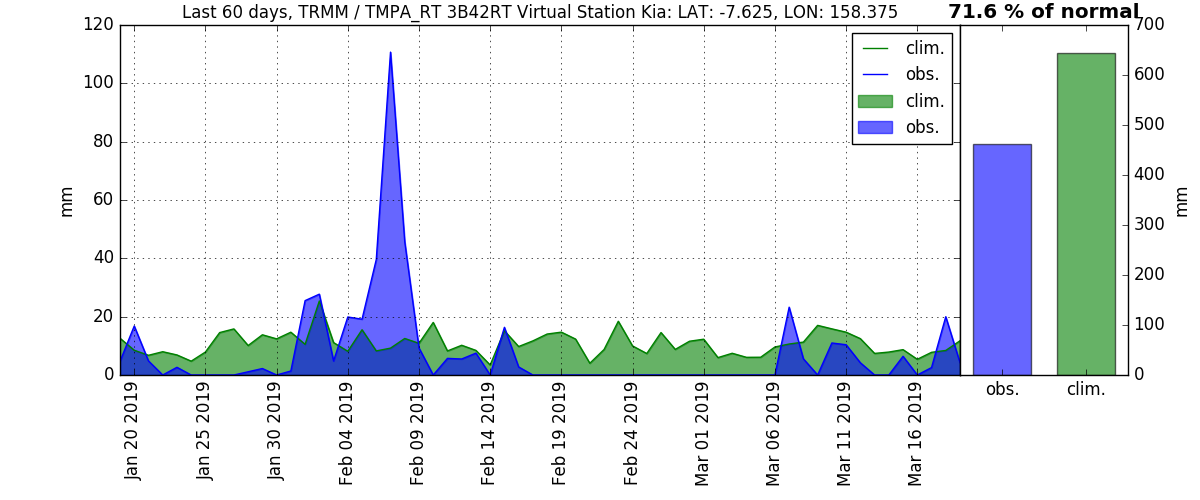 Last 60 days, TRMM / TMPA_RT 3B42RT Virtual Station Kia: LAT: -7.625, LON: 158.375
71.6 % of normal
mm
120
100
80
60
40
20
0
clim.
obs.
clim.
obs.
Jan 20 2019
Jan 25 2019
Jan 30 2019
Feb 04 2019
Feb 09 2019
Feb 14 2019
Feb 19 2019
Feb 24 2019
Mar 01 2019
Mar 06 2019
Mar 11 2019
Mar 16 2019
700
600
500
400
300
200
100
0
mm
obs.
clim.